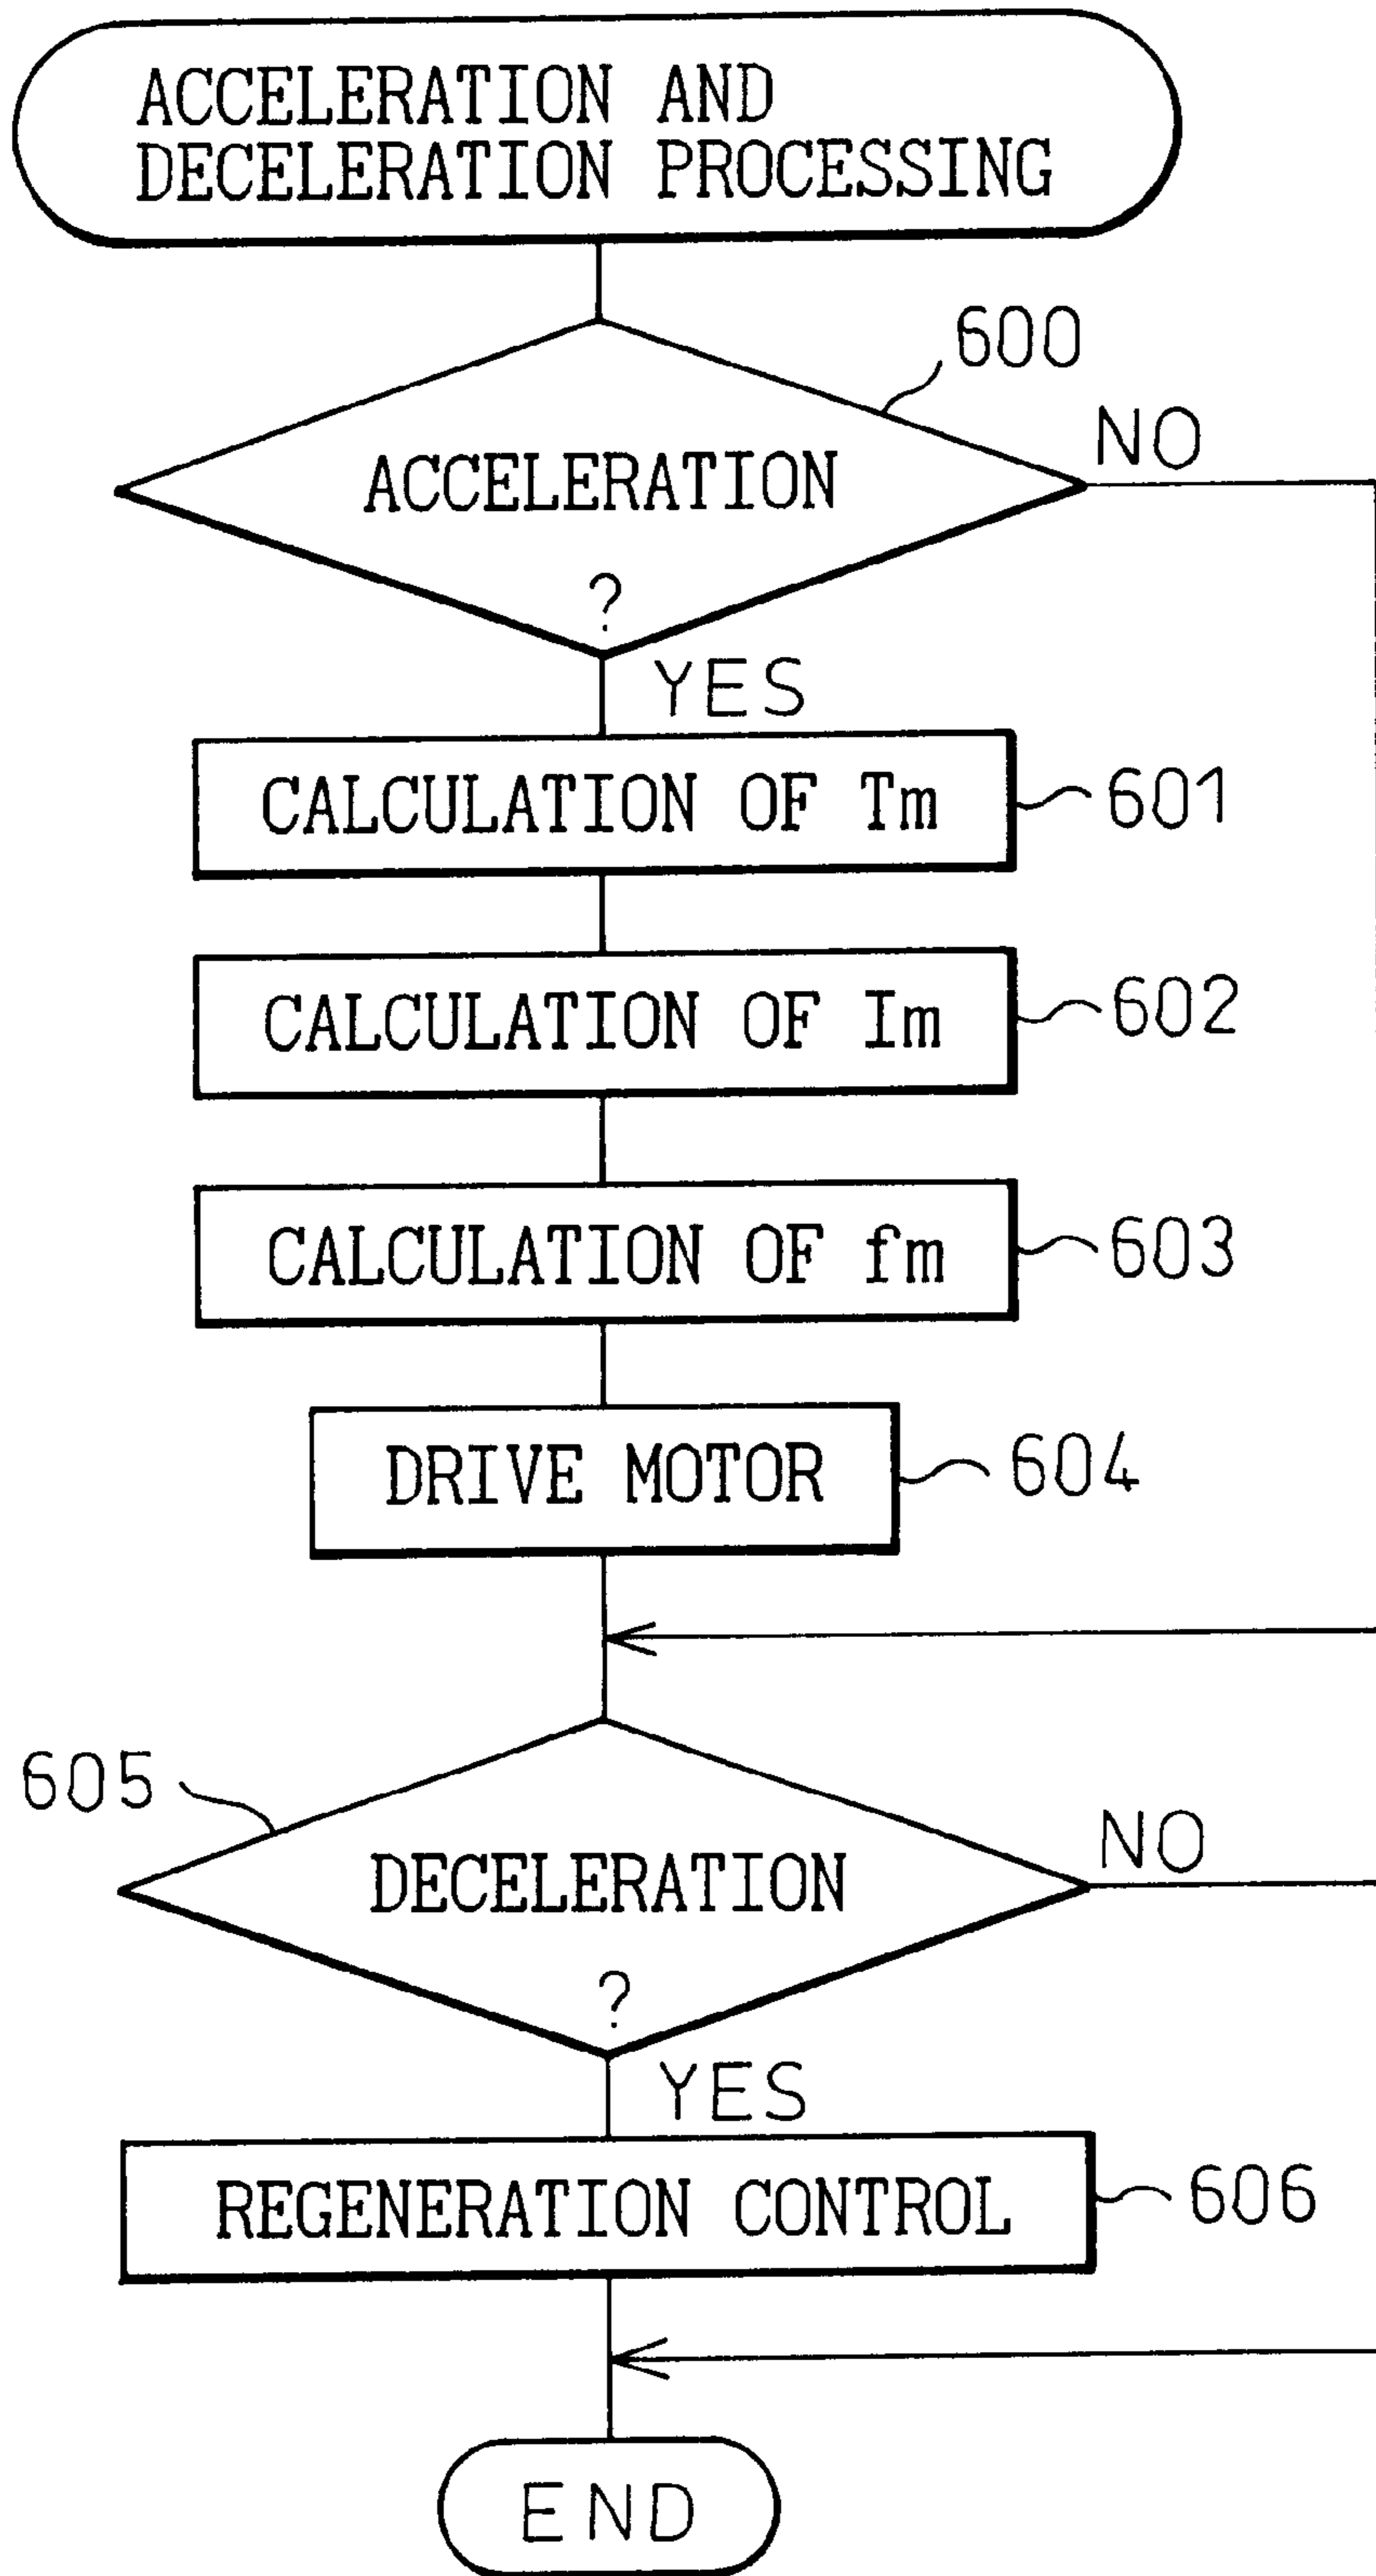 ACCELERATION AND
DECELERATION PROCESSING
600
NO
ACCELERATION
?
YES
CALCULATION OF Tm
601
CALCULATION OF Im
602
CALCULATION OF fm
603
DRIVE MOTOR
604
605
NO
DECELERATION
?
YES
REGENERATION CONTROL
606
END